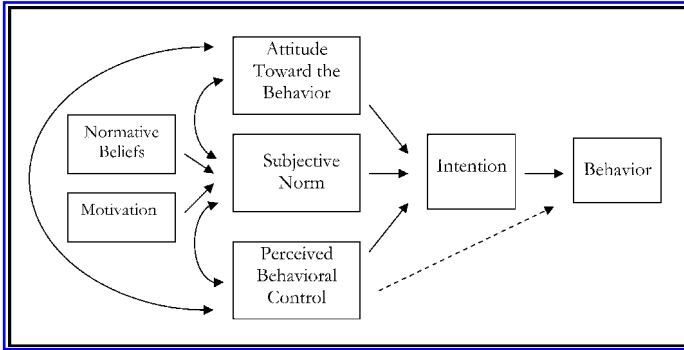 Attitude
Toward the
Behavior
Normative
Beliefs
Motivation
Subjective
Norm
Perceived
Behavioral
Control
Intention
Behavior